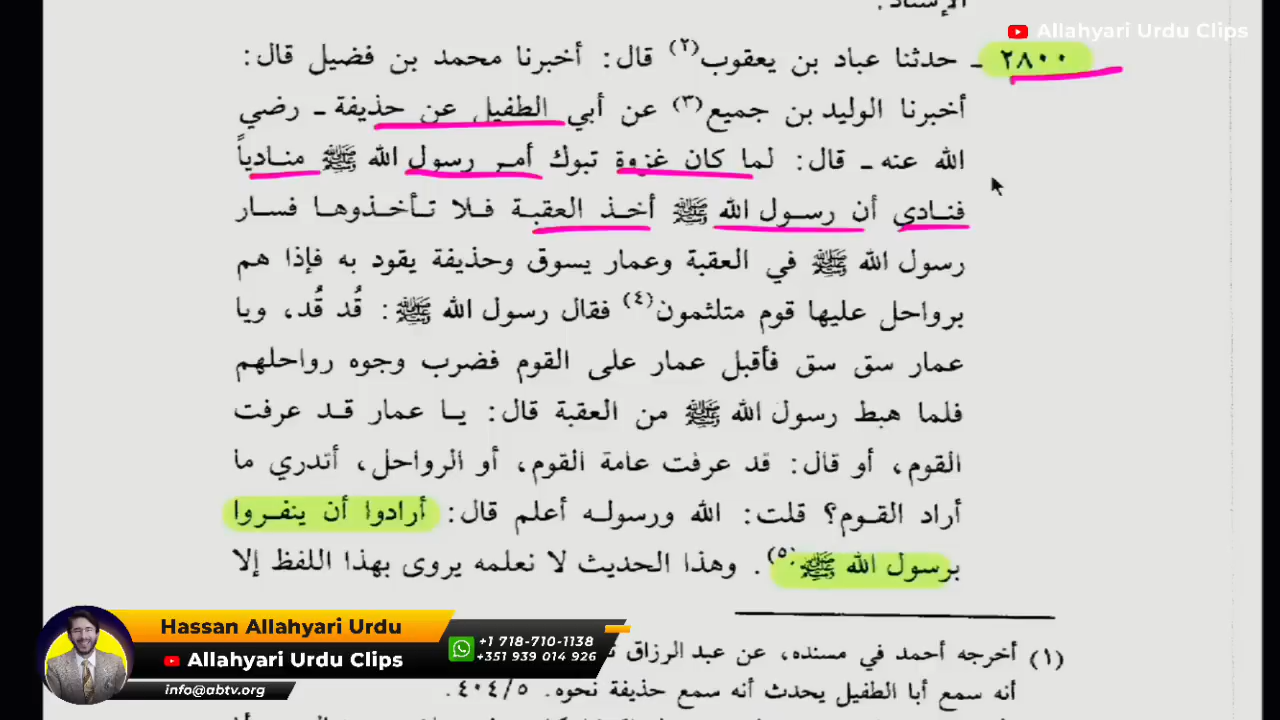 الإسناد.
Allahyari Urdu Clips
٢٨٠٠ ـ حدثنا عباد بن يعقوب(٢) قال: أخبرنا محمد بن فضيل قال:
أخبرنا الوليد بن جميع(٣) عن أبي الطفيل عن حذيفة ـ رضي
الله عنه ـ قال: لما كان غزوة تبوك أمر رسول الله ﷺ منادياً
فنادى أن رسول الله ﷺ أخذ العقبة فلا تأخذوها فسار
رسول الله ﷺ في العقبة وعمار يسوق وحذيفة يقود به فإذا هم
برواحل عليها قوم متلثمون(٤) فقال رسول الله ﷺ: قُد قُد، ويا
عمار سق سق فأقبل عمار على القوم فضرب وجوه رواحلهم
فلما هبط رسول الله ﷺ من العقبة قال: يا عمار قد عرفت
القوم، أو قال: قد عرفت عامة القوم، أو الرواحل، أتدري ما
أراد القوم؟ قلت: الله ورسوله أعلم قال: أرادوا أن ينفروا
برسول الله ﷺ(٥). وهذا الحديث لا نعلمه يروى بهذا اللفظ إلا
(١) أخرجه أحمد في مسنده، عن عبد الرزاق
أنه سمع أبا الطفيل يحدث أنه سمع حذيفة نحوه. ٤٠٤/٥.
Hassan Allahyari Urdu
Allahyari Urdu Clips
info@abtv.org
+1 718-710-1138
+351 939 014 926